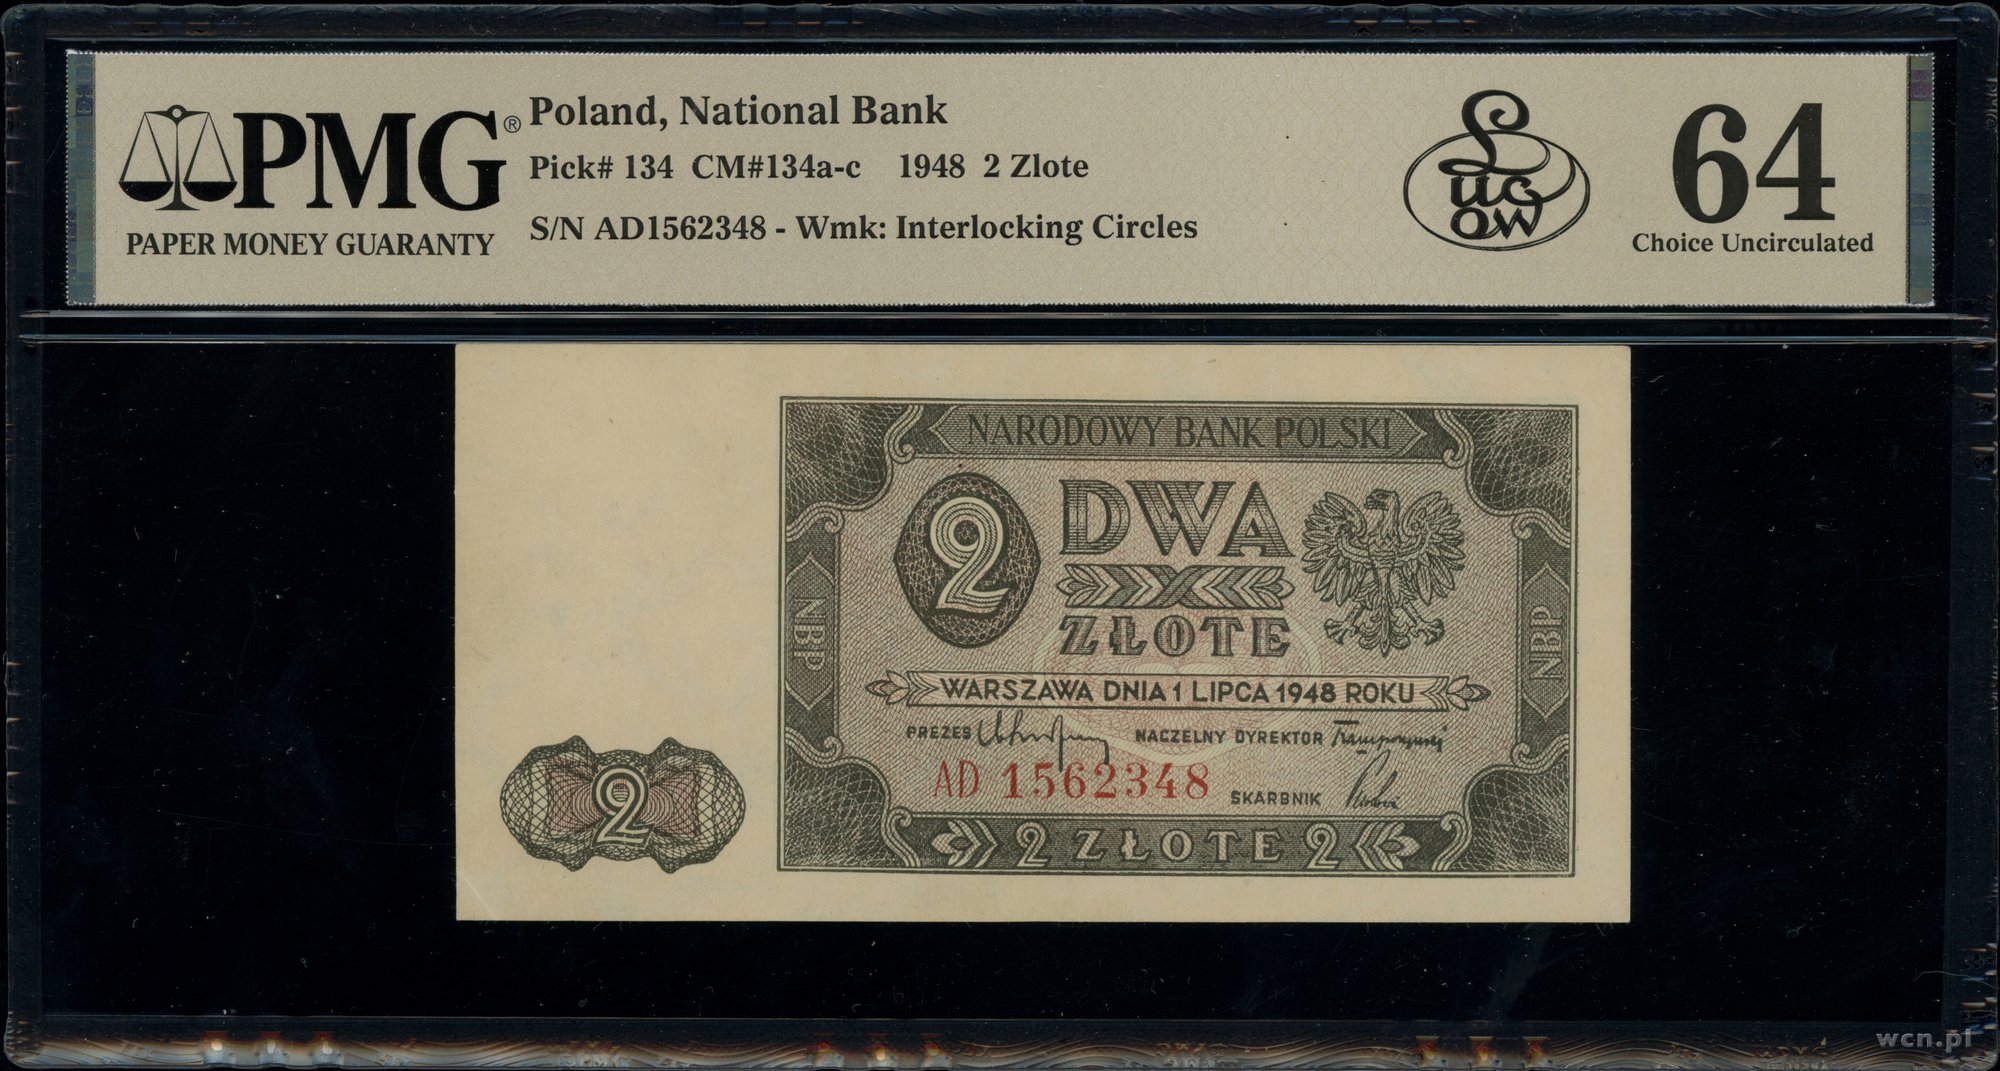 PMG®
PAPER MONEY GUARANTY
Poland, National Bank
Pick# 134 CM#134a-c 1948 2 Zlote
S/N AD1562348 - Wmk: Interlocking Circles
Lucow
64
Choice Uncirculated
NARODOWY BANK POLSKI
2
DWA
ZŁOTE
NBP
NBP
WARSZAWA DNIA 1 LIPCA 1948 ROKU
PREZES
NACZELNY DYREKTOR
AD 1562348
SKARBNIK
2 ZŁOTE 2
2
wcn.pl